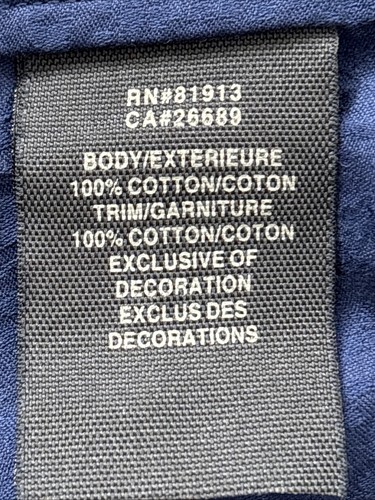 RN#81913
CA#26689
BODY/EXTERIEURE
100% COTTON/COTON
TRIM/GARNITURE
100% COTTON/COTON
EXCLUSIVE OF
DECORATION
EXCLUS DES
DECORATIONS